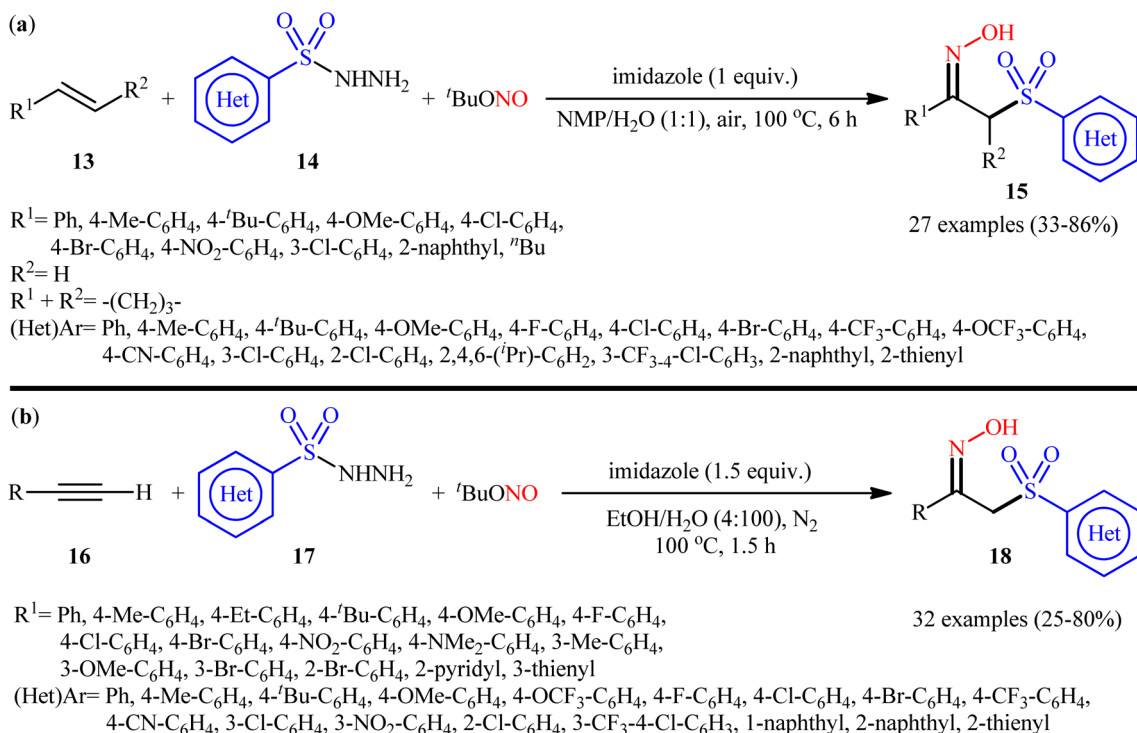 (a)
R¹ R² + Het S O O NHNH₂ + ᵗBuONO
imidazole (1 equiv.)
NMP/H₂O (1:1), air, 100 °C, 6 h
N OH O O S R¹ R² Het
13 14 15
27 examples (33-86%)
R¹= Ph, 4-Me-C₆H₄, 4-ᵗBu-C₆H₄, 4-OMe-C₆H₄, 4-Cl-C₆H₄,
4-Br-C₆H₄, 4-NO₂-C₆H₄, 3-Cl-C₆H₄, 2-naphthyl, ⁿBu
R²= H
R¹ + R²= -(CH₂)₃-
(Het)Ar= Ph, 4-Me-C₆H₄, 4-ᵗBu-C₆H₄, 4-OMe-C₆H₄, 4-F-C₆H₄, 4-Cl-C₆H₄, 4-Br-C₆H₄, 4-CF₃-C₆H₄, 4-OCF₃-C₆H₄,
4-CN-C₆H₄, 3-Cl-C₆H₄, 2-Cl-C₆H₄, 2,4,6-(ⁱPr)-C₆H₂, 3-CF₃₋₄-Cl-C₆H₃, 2-naphthyl, 2-thienyl
(b)
R H + Het S O O NHNH₂ + ᵗBuONO
imidazole (1.5 equiv.)
EtOH/H₂O (4:100), N₂
100 °C, 1.5 h
N OH O O S R Het
16 17 18
32 examples (25-80%)
R¹= Ph, 4-Me-C₆H₄, 4-Et-C₆H₄, 4-ᵗBu-C₆H₄, 4-OMe-C₆H₄, 4-F-C₆H₄,
4-Cl-C₆H₄, 4-Br-C₆H₄, 4-NO₂-C₆H₄, 4-NMe₂-C₆H₄, 3-Me-C₆H₄,
3-OMe-C₆H₄, 3-Br-C₆H₄, 2-Br-C₆H₄, 2-pyridyl, 3-thienyl
(Het)Ar= Ph, 4-Me-C₆H₄, 4-ᵗBu-C₆H₄, 4-OMe-C₆H₄, 4-OCF₃-C₆H₄, 4-F-C₆H₄, 4-Cl-C₆H₄, 4-Br-C₆H₄, 4-CF₃-C₆H₄,
4-CN-C₆H₄, 3-Cl-C₆H₄, 3-NO₂-C₆H₄, 2-Cl-C₆H₄, 3-CF₃-4-Cl-C₆H₃, 1-naphthyl, 2-naphthyl, 2-thienyl